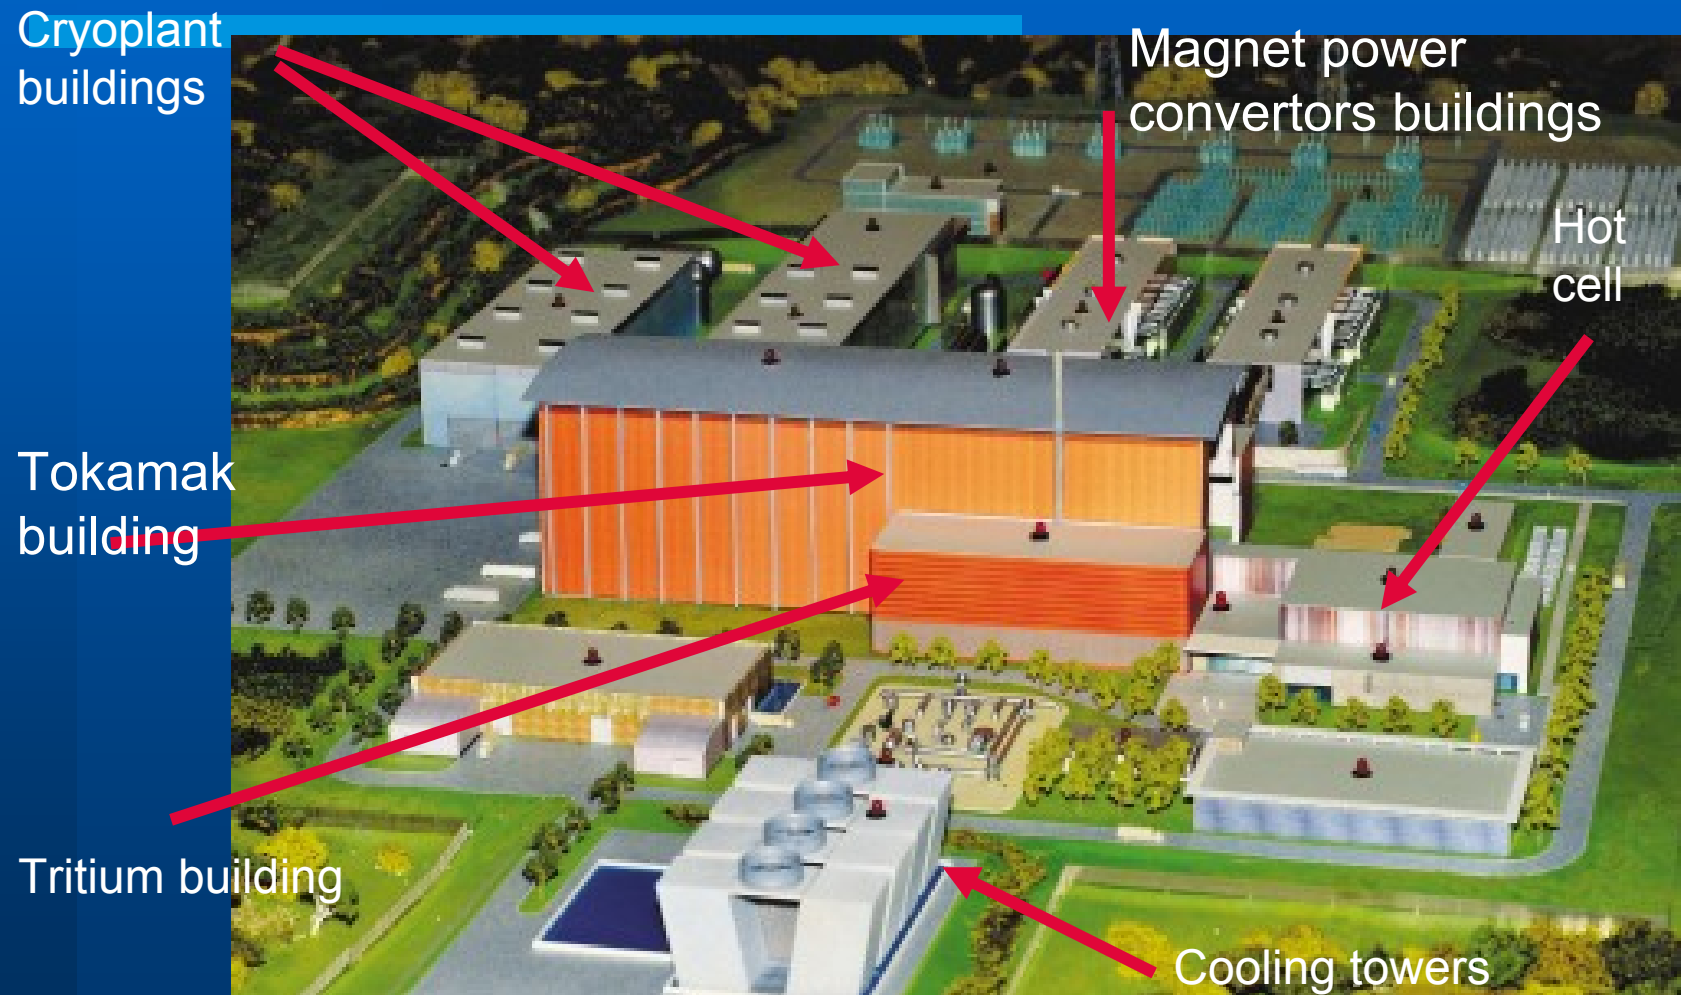 Cryoplant
buildings
Magnet power
convertors buildings
Hot
cell
Tokamak
building
Tritium building
Cooling towers